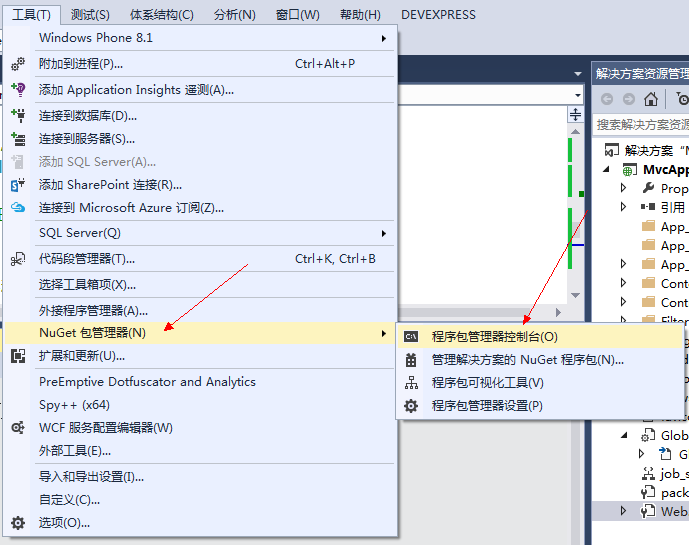 工具(T) 测试(S) 体系结构(C) 分析(N) 窗口(W) 帮助(H) DEVEXPRESS
Windows Phone 8.1
附加到进程(P)... Ctrl+Alt+P
添加 Application Insights 遥测(A)...
连接到数据库(D)...
连接到服务器(S)...
添加 SQL Server(A)...
添加 SharePoint 连接(R)...
连接到 Microsoft Azure 订阅(Z)...
SQL Server(Q)
代码段管理器(T)... Ctrl+K, Ctrl+B
选择工具箱项(X)...
外接程序管理器(A)...
NuGet 包管理器(N)
扩展和更新(U)...
PreEmptive Dotfuscator and Analytics
Spy++ (x64)
WCF 服务配置编辑器(W)
外部工具(E)...
导入和导出设置(I)...
自定义(C)...
选项(O)...
程序包管理器控制台(O)
管理解决方案的 NuGet 程序包(N)...
程序包可视化工具(V)
程序包管理器设置(P)
解决方案资源管理
搜索解决方案资源管
解决方案 "M
MvcApp
Prop
引用
App_
App_
App_
Conte
Cont
Filter
Glob
G
job_s
pack
Web